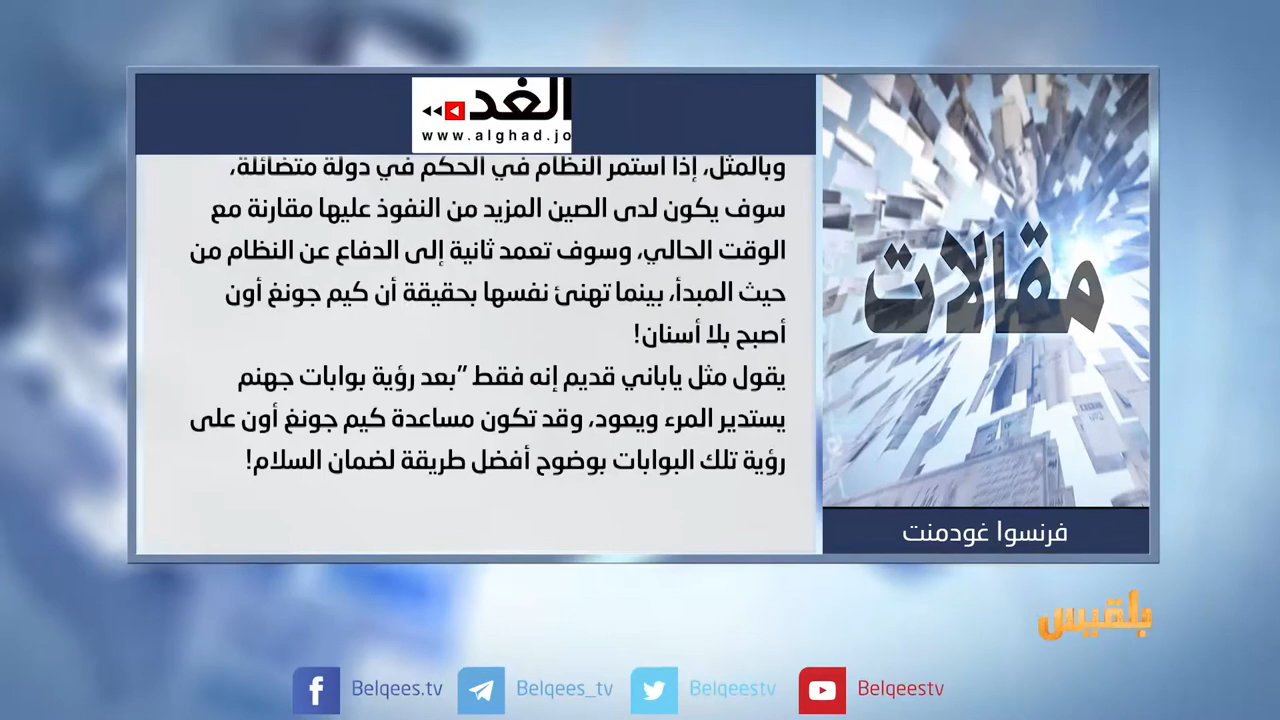 الغد
www.alghad.jo
وبالمثل، إذا استمر النظام في الحكم في دولة متضائلة،
سوف يكون لدى الصين المزيد من النفوذ عليها مقارنة مع
الوقت الحالي، وسوف تعمد ثانية إلى الدفاع عن النظام من
حيث المبدأ، بينما تهنئ نفسها بحقيقة أن كيم جونغ أون
أصبح بلا أسنان!
يقول مثل ياباني قديم إنه فقط "بعد رؤية بوابات جهنم
يستدير المرء ويعود، وقد تكون مساعدة كيم جونغ أون على
رؤية تلك البوابات بوضوح أفضل طريقة لضمان السلام!
مقالات
فرنسوا غودمنت
بلقيس
Belqees.tv
Belqees_tv
Belqeestv
Belqeestv